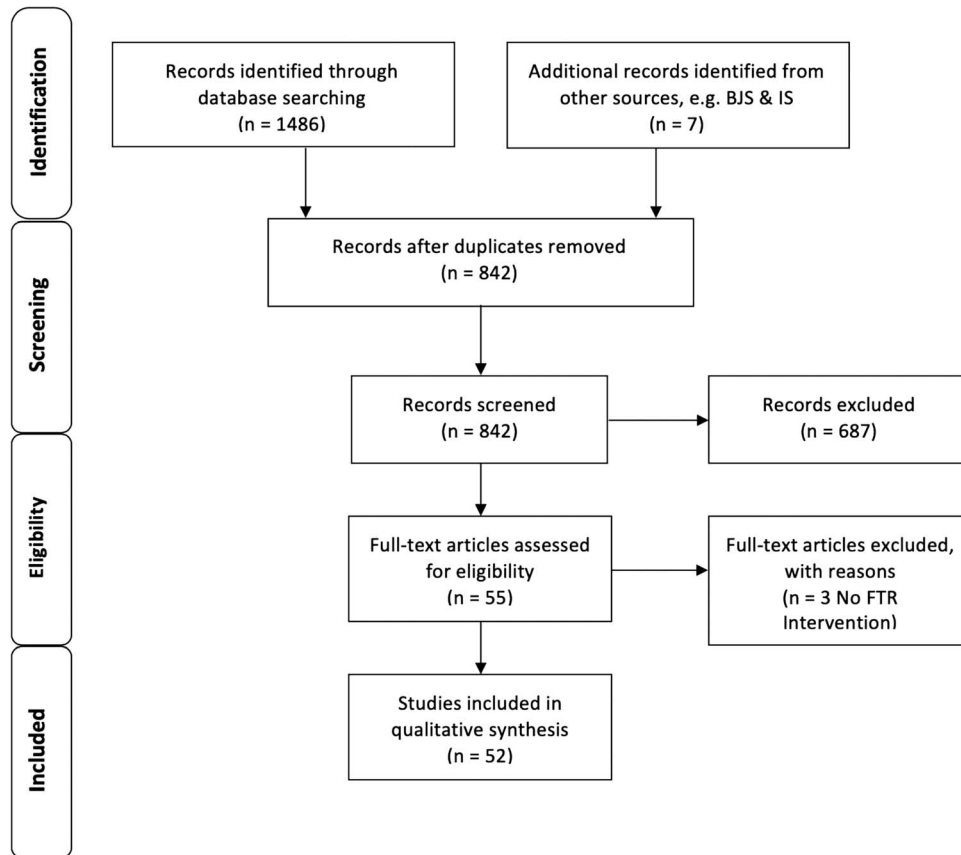 Identification
Records identified through
database searching
(n = 1486)
Additional records identified from
other sources, e.g. BJS & IS
(n = 7)
Screening
Records after duplicates removed
(n = 842)
Records screened
(n = 842)
Records excluded
(n = 687)
Eligibility
Full-text articles assessed
for eligibility
(n = 55)
Full-text articles excluded,
with reasons
(n = 3 No FTR
Intervention)
Included
Studies included in
qualitative synthesis
(n = 52)